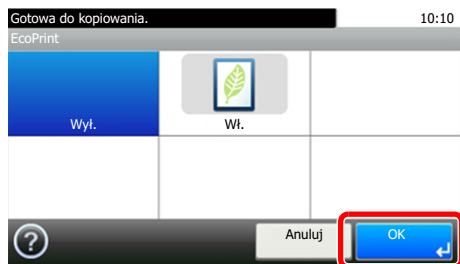 Gotowa do kopiowania.
10:10
EcoPrint
Wył.
Wł.
?
Anuluj
OK